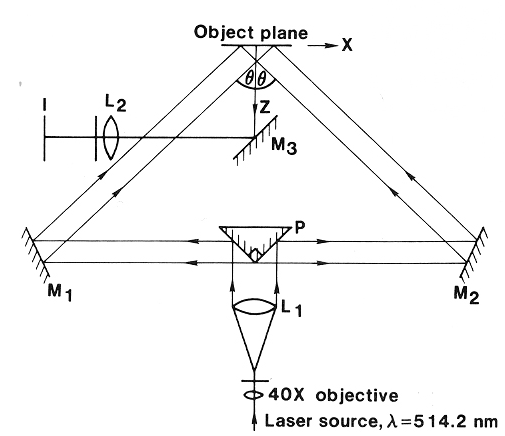 Object plane
X
θ θ
I
L2
Z
M3
P
M1
M2
L1
40X objective
Laser source, λ=514.2 nm